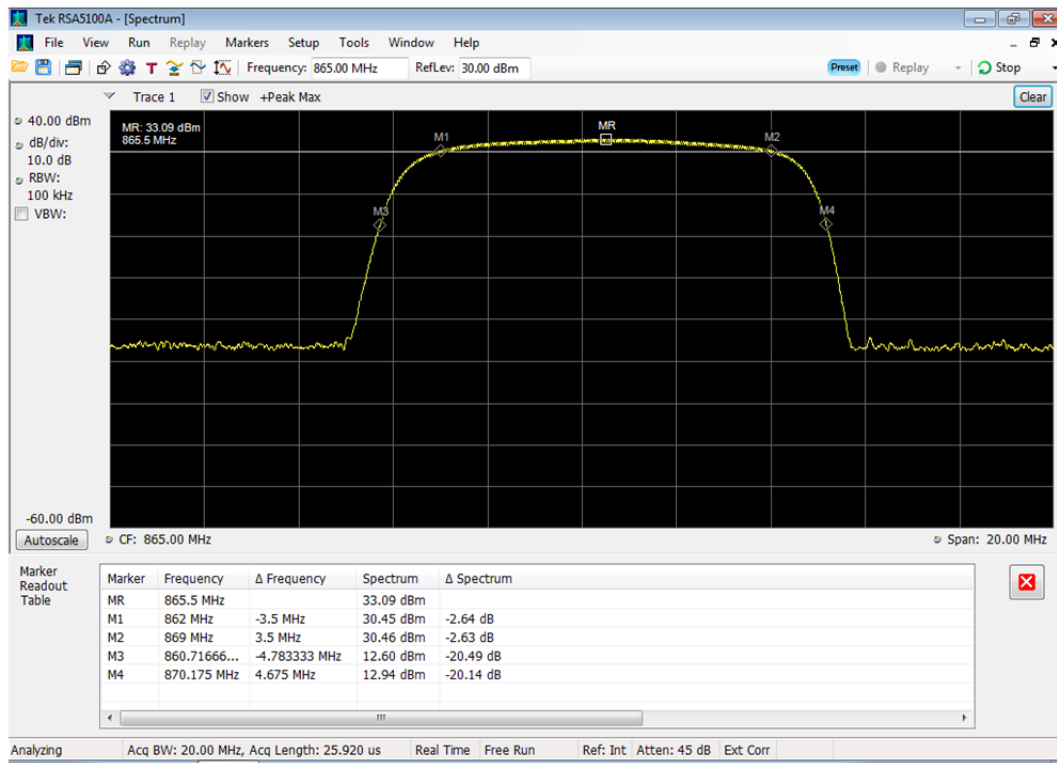 Tek RSA5100A - [Spectrum]
File View Run Replay Markers Setup Tools Window Help
T Frequency: 865.00 MHz RefLev: 30.00 dBm Preset Replay Stop
Trace 1 Show +Peak Max Clear
40.00 dBm
dB/div:
10.0 dB
RBW:
100 kHz
VBW:
MR: 33.09 dBm
865.5 MHz
M1 MR M2
M3 M4
-60.00 dBm
Autoscale CF: 865.00 MHz Span: 20.00 MHz
Marker
Readout
Table
Marker Frequency Δ Frequency Spectrum Δ Spectrum
MR 865.5 MHz 33.09 dBm
M1 862 MHz -3.5 MHz 30.45 dBm -2.64 dB
M2 869 MHz 3.5 MHz 30.46 dBm -2.63 dB
M3 860.71666... -4.783333 MHz 12.60 dBm -20.49 dB
M4 870.175 MHz 4.675 MHz 12.94 dBm -20.14 dB
Analyzing Acq BW: 20.00 MHz, Acq Length: 25.920 us Real Time Free Run Ref: Int Atten: 45 dB Ext Corr